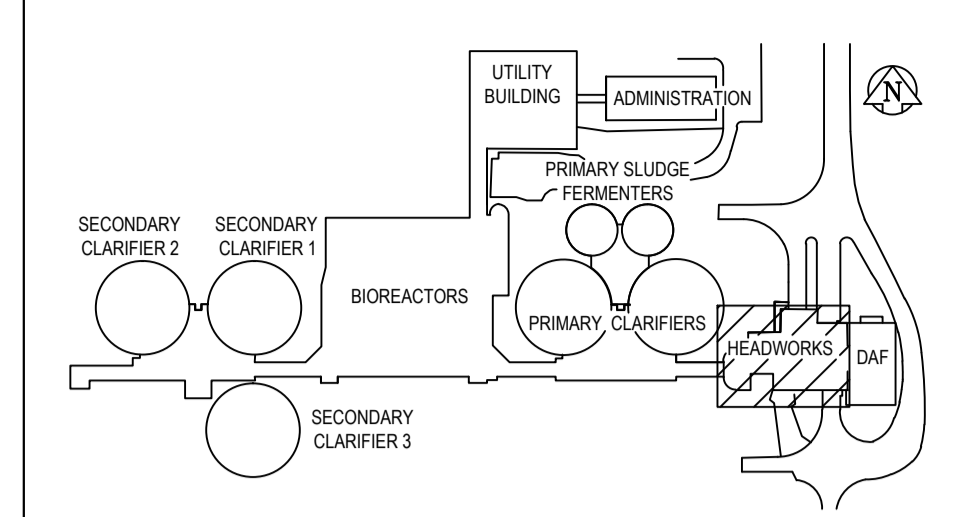 UTILITY
BUILDING
ADMINISTRATION
N
PRIMARY SLUDGE
FERMENTERS
SECONDARY
CLARIFIER 2
SECONDARY
CLARIFIER 1
BIOREACTORS
PRIMARY CLARIFIERS
HEADWORKS
DAF
SECONDARY
CLARIFIER 3